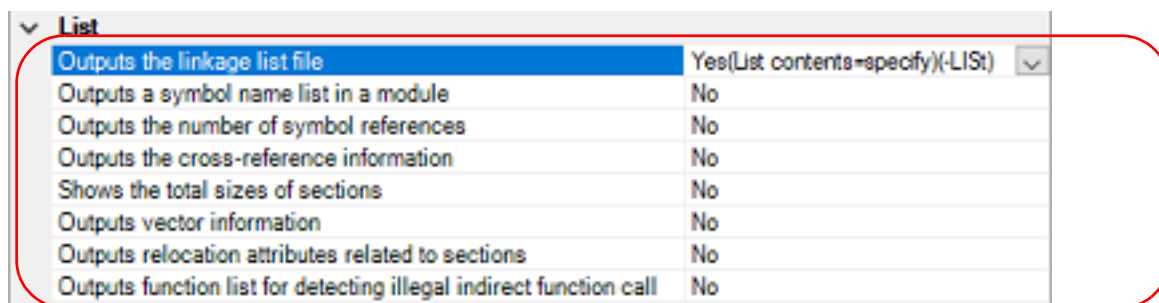 List
Outputs the linkage list file Yes(List contents=specify)(-LISt)
Outputs a symbol name list in a module No
Outputs the number of symbol references No
Outputs the cross-reference information No
Shows the total sizes of sections No
Outputs vector information No
Outputs relocation attributes related to sections No
Outputs function list for detecting illegal indirect function call No